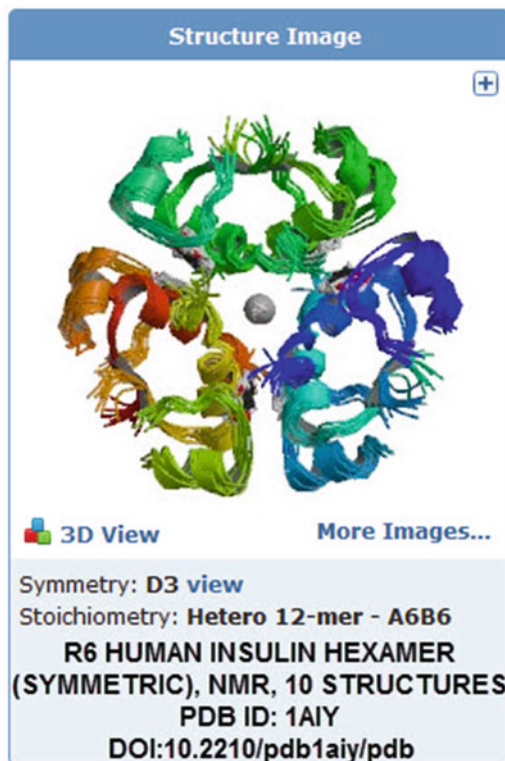 Structure Image
3D View More Images...
Symmetry: D3 view
Stoichiometry: Hetero 12-mer - A6B6
R6 HUMAN INSULIN HEXAMER
(SYMMETRIC), NMR, 10 STRUCTURES
PDB ID: 1AIY
DOI:10.2210/pdb1aiy/pdb